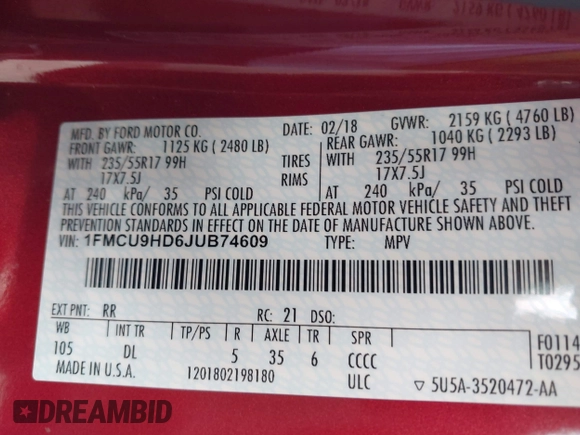 MFD. BY FORD MOTOR CO.
DATE: 02/18
GVWR: 2159 KG ( 4760 LB)
FRONT GAWR: 1125 KG ( 2480 LB)
REAR GAWR: 1040 KG ( 2293 LB)
WITH 235/55R17 99H TIRES WITH 235/55R17 99H
17X7.5J RIMS 17X7.5J
AT 240 kPa/ 35 PSI COLD AT 240 kPa/ 35 PSI COLD
THIS VEHICLE CONFORMS TO ALL APPLICABLE FEDERAL MOTOR VEHICLE SAFETY AND THEFT
PREVENTION STANDARDS IN EFFECT ON THE DATE OF MANUFACTURE SHOWN ABOVE.
VIN: 1FMCU9HD6JUB74609
TYPE: MPV
EXT PNT: RR RC: 21 DSO:
WB INT TR TP/PS R AXLE TR SPR
105 DL 5 35 6 CCCC
F0114
T0295
MADE IN U.S.A. 1201802198180 ULC
▽ 5U5A-3520472-AA
DREAMBID